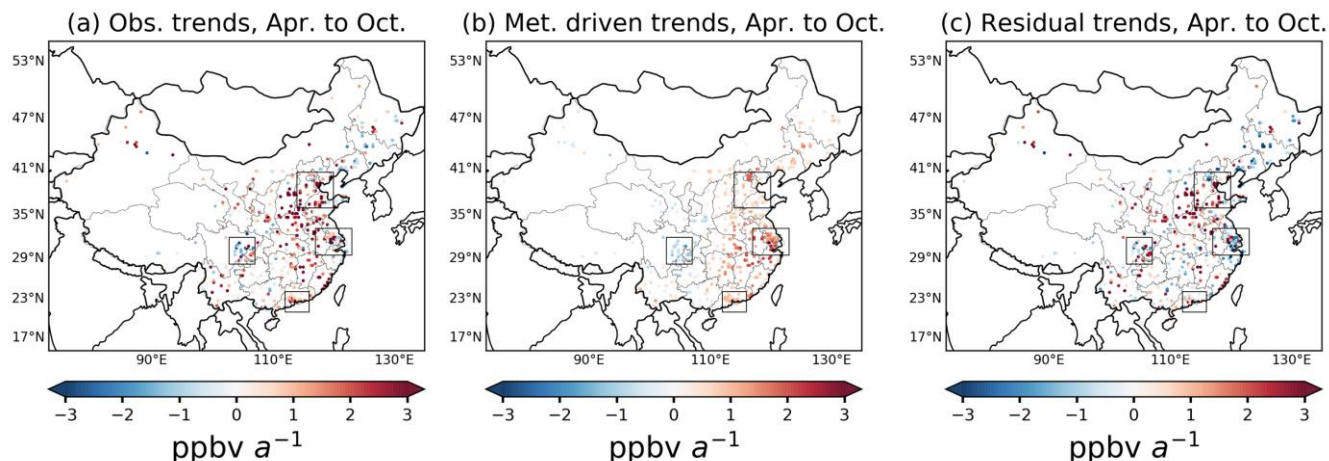 (a) Obs. trends, Apr. to Oct.
(b) Met. driven trends, Apr. to Oct.
(c) Residual trends, Apr. to Oct.
53°N
47°N
41°N
35°N
29°N
23°N
17°N
90°E
110°E
130°E
−3 −2 −1 0 1 2 3
ppbv a⁻¹
53°N
47°N
41°N
35°N
29°N
23°N
17°N
90°E
110°E
130°E
−3 −2 −1 0 1 2 3
ppbv a⁻¹
53°N
47°N
41°N
35°N
29°N
23°N
17°N
90°E
110°E
130°E
−3 −2 −1 0 1 2 3
ppbv a⁻¹